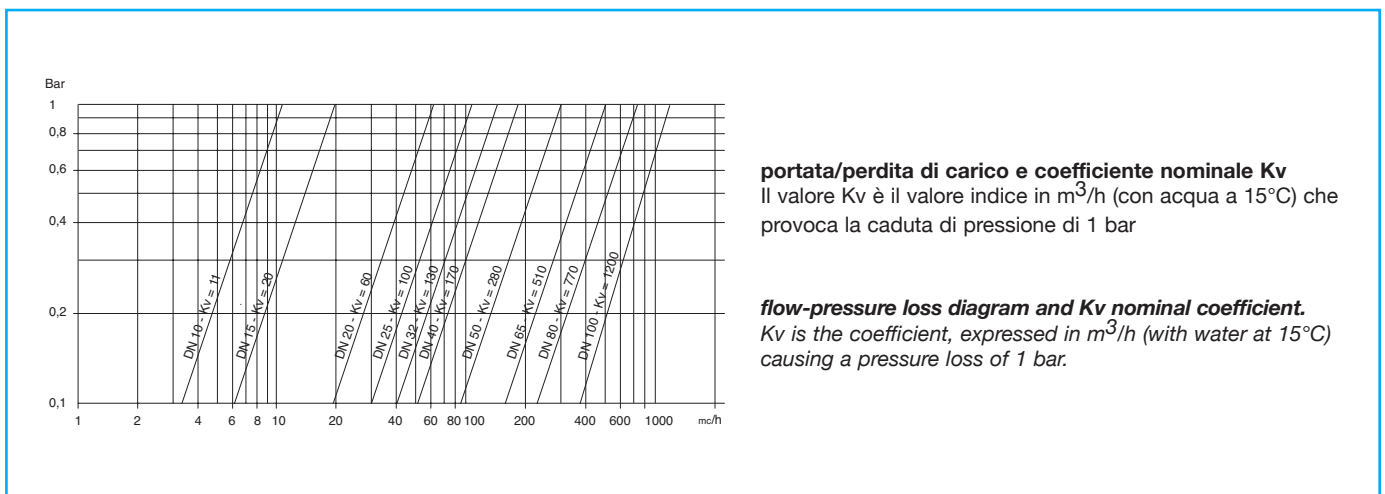 Bar
1
0,8
0,6
0,4
0,2
0,1
DN 10 - Kv = 11
DN 15 - Kv = 20
DN 20 - Kv = 60
DN 25 - Kv = 100
DN 32 - Kv = 130
DN 40 - Kv = 170
DN 50 - Kv = 280
DN 65 - Kv = 510
DN 80 - Kv = 770
DN 100 - Kv = 1200
1 2 4 6 8 10 20 40 60 80 100 200 400 600 1000 mc/h
portata/perdita di carico e coefficiente nominale Kv
Il valore Kv è il valore indice in m³/h (con acqua a 15°C) che
provoca la caduta di pressione di 1 bar
flow-pressure loss diagram and Kv nominal coefficient.
Kv is the coefficient, expressed in m³/h (with water at 15°C)
causing a pressure loss of 1 bar.